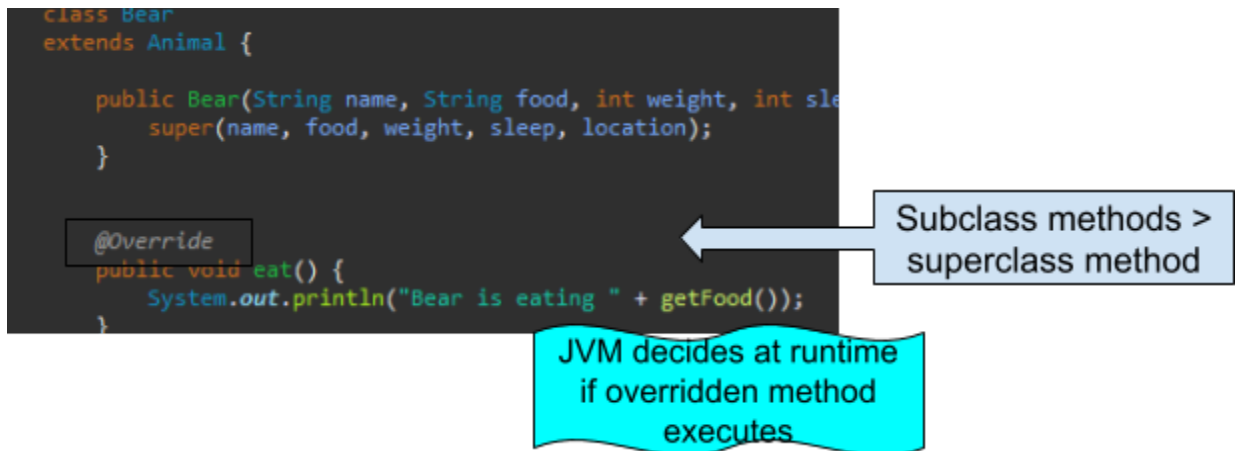 class Bear
extends Animal {
public Bear(String name, String food, int weight, int sle
super(name, food, weight, sleep, location);
}
@Override
public void eat() {
System.out.println("Bear is eating " + getFood());
}
Subclass methods >
superclass method
JVM decides at runtime
if overridden method
executes